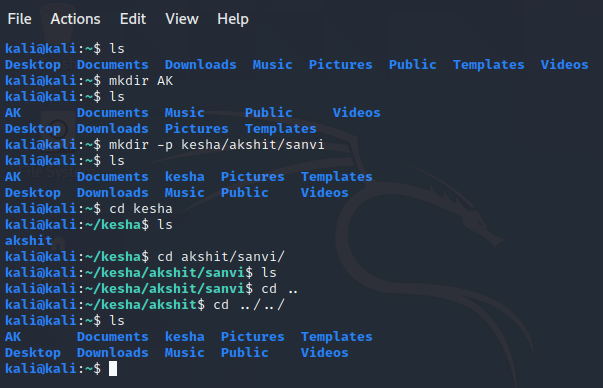 File Actions Edit View Help
kali@kali:~$ ls
Desktop Documents Downloads Music Pictures Public Templates Videos
kali@kali:~$ mkdir AK
kali@kali:~$ ls
AK Documents Music Public Videos
Desktop Downloads Pictures Templates
kali@kali:~$ mkdir -p kesha/akshit/sanvi
kali@kali:~$ ls
AK Documents kesha Pictures Templates
Desktop Downloads Music Public Videos
kali@kali:~$ cd kesha
kali@kali:~/kesha$ ls
akshit
kali@kali:~/kesha$ cd akshit/sanvi/
kali@kali:~/kesha/akshit/sanvi$ ls
kali@kali:~/kesha/akshit/sanvi$ cd ..
kali@kali:~/kesha/akshit$ cd ../../
kali@kali:~$ ls
AK Documents kesha Pictures Templates
Desktop Downloads Music Public Videos
kali@kali:~$